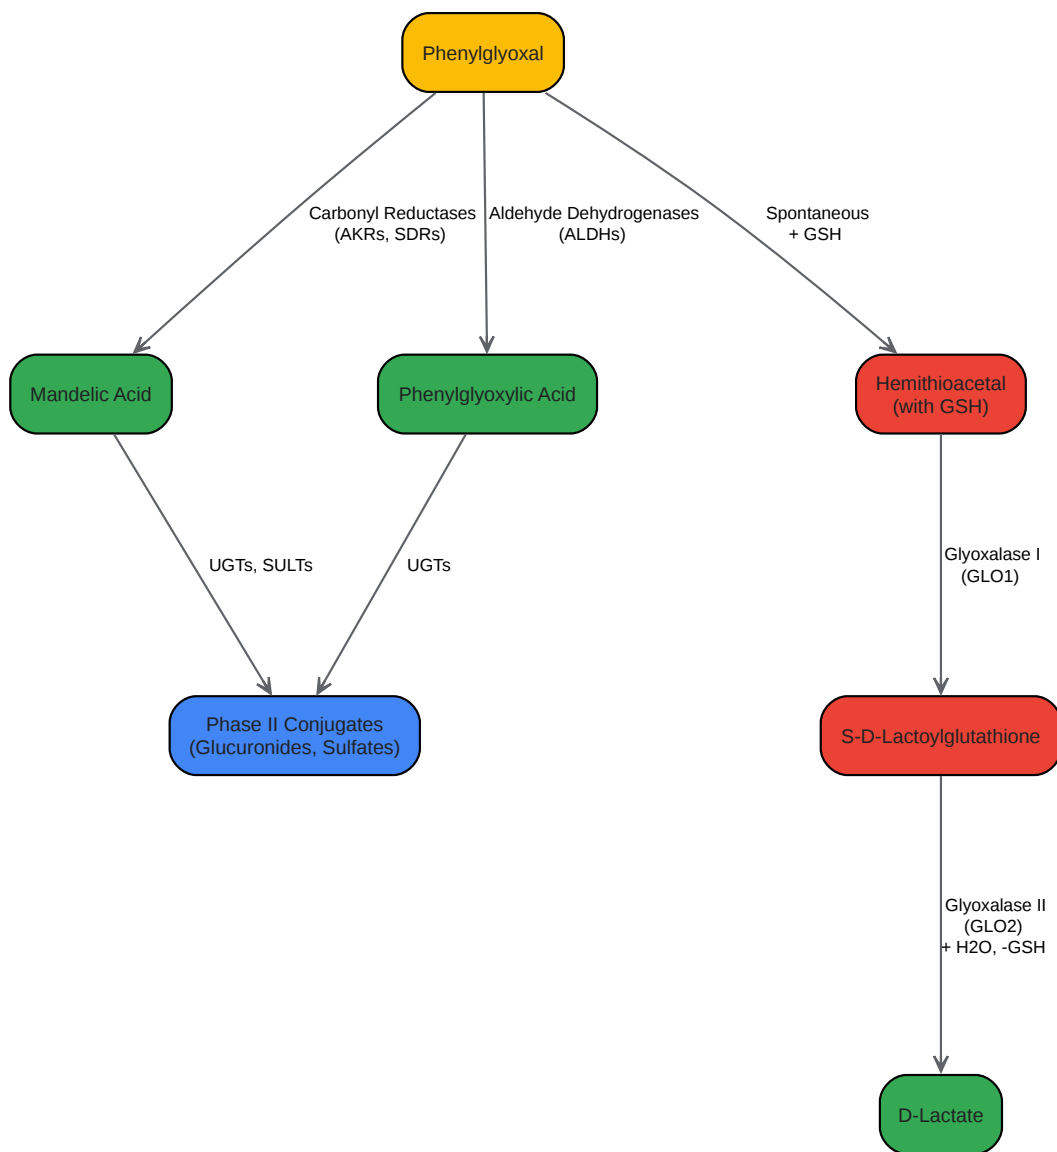 Phenylglyoxal
Carbonyl Reductases
(AKRs, SDRs)
Aldehyde Dehydrogenases
(ALDHs)
Spontaneous
+ GSH
Mandelic Acid
Phenylglyoxylic Acid
Hemithioacetal
(with GSH)
UGTs, SULTs
UGTs
Glyoxalase I
(GLO1)
Phase II Conjugates
(Glucuronides, Sulfates)
S-D-Lactoylglutathione
Glyoxalase II
(GLO2)
+ H2O, -GSH
D-Lactate